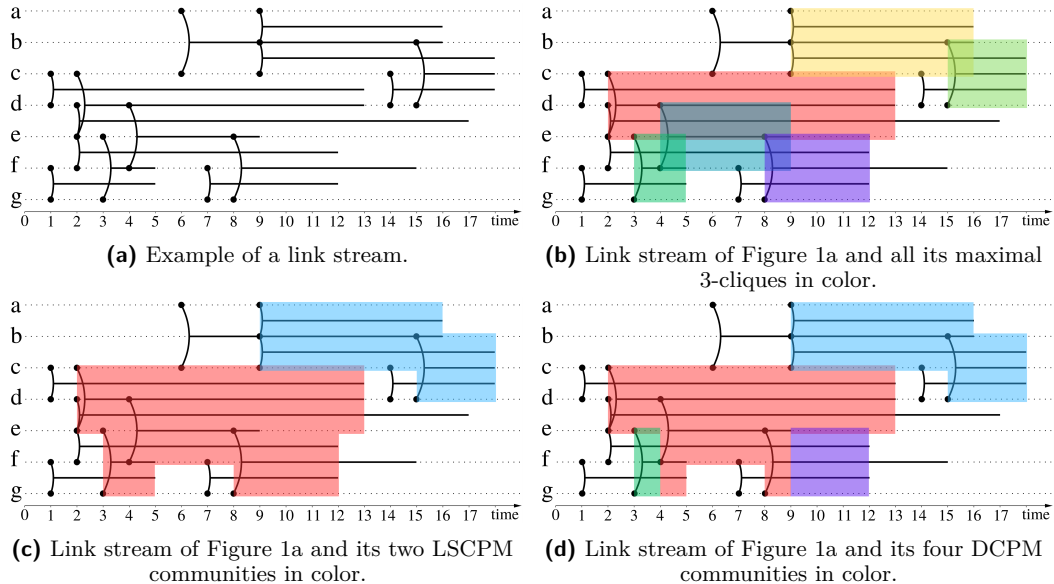 a
b
c
d
e
f
g
0 1 2 3 4 5 6 7 8 9 10 11 12 13 14 15 16 17 time
(a) Example of a link stream.
a
b
c
d
e
f
g
0 1 2 3 4 5 6 7 8 9 10 11 12 13 14 15 16 17 time
(b) Link stream of Figure 1a and all its maximal
3-cliques in color.
a
b
c
d
e
f
g
0 1 2 3 4 5 6 7 8 9 10 11 12 13 14 15 16 17 time
(c) Link stream of Figure 1a and its two LSCPM
communities in color.
a
b
c
d
e
f
g
0 1 2 3 4 5 6 7 8 9 10 11 12 13 14 15 16 17 time
(d) Link stream of Figure 1a and its four DCPM
communities in color.